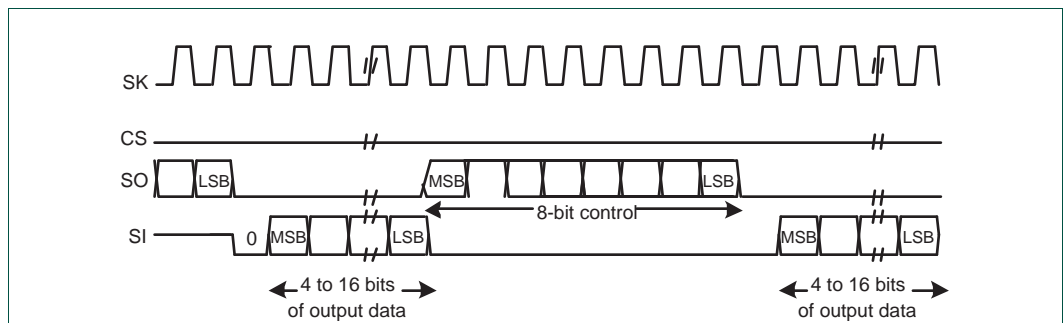 SK
CS
SO LSB MSB LSB
8-bit control
SI 0 MSB LSB MSB LSB
4 to 16 bits
of output data
4 to 16 bits
of output data